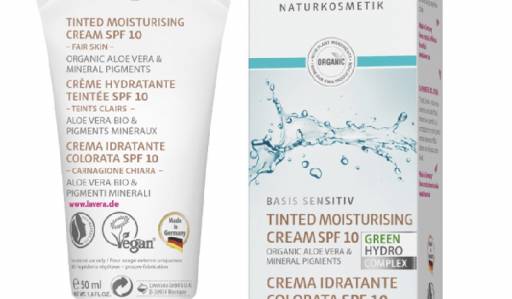 TINTED MOISTURISING
CREAM SPF 10
– FAIR SKIN –
ORGANIC ALOE VERA &
MINERAL PIGMENTS
CRÈME HYDRATANTE
TEINTÉE SPF 10
– TEINTS CLAIRS –
ALOE VERA BIO &
PIGMENTS MINÉRAUX
CREMA IDRATANTE
COLORATA SPF 10
– CARNAGIONE CHIARA –
ALOE VERA BIO &
PIGMENTI MINERALI
www.lavera.de
Vegan
Made in
Germany
℮ 50 ml
NATURKOSMETIK
ORGANIC
BASIS SENSITIV
TINTED MOISTURISING
CREAM SPF 10
ORGANIC ALOE VERA &
MINERAL PIGMENTS
GREEN
HYDRO
COMPLEX
CREMA IDRATANTE
COLORATA SPF 10